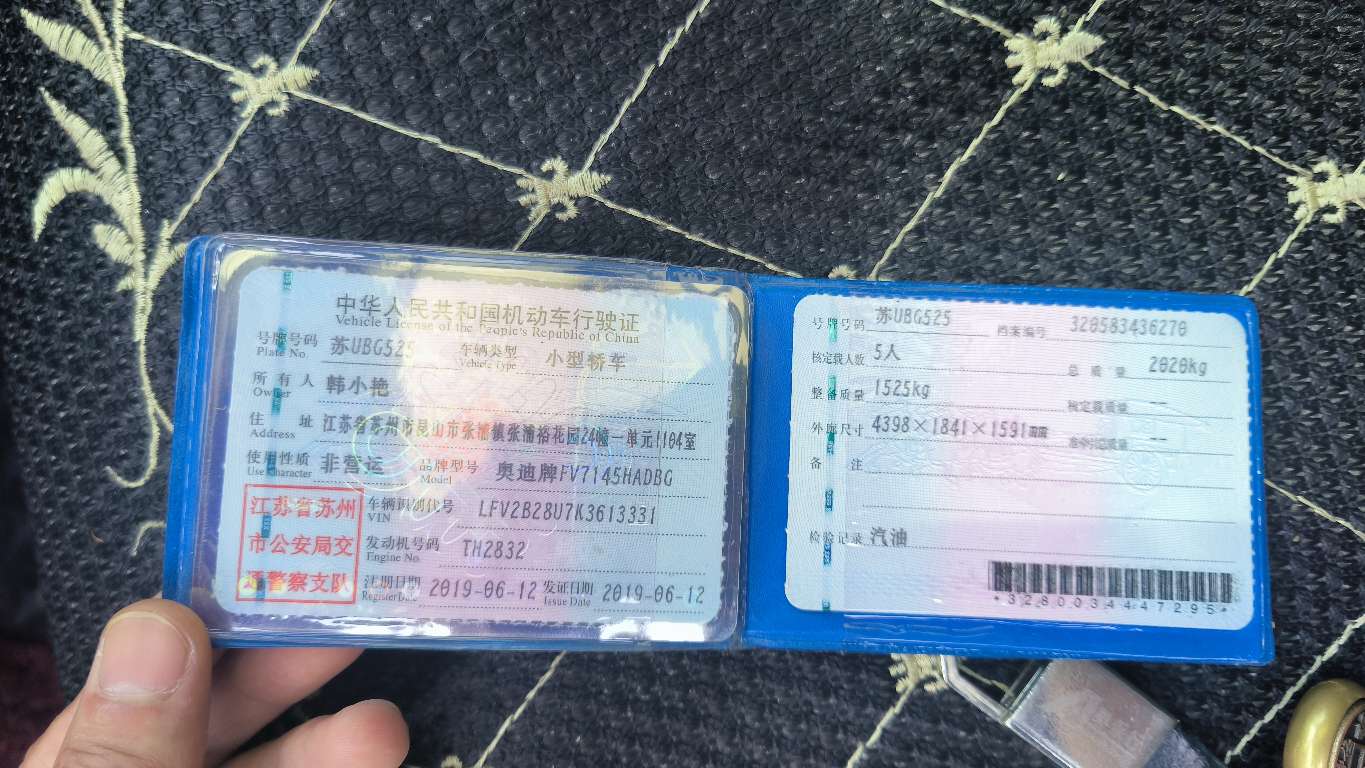 中华人民共和国机动车行驶证
Vehicle License of the People's Republic of China
号牌号码 苏UBG525 车辆类型 小型轿车
Plate No. Vehicle Type
所有人 韩小艳
Owner
住址 江苏省苏州市昆山市张浦镇张浦裕花园24幢一单元1104室
Address
使用性质 非营运 品牌型号 奥迪牌FV7145HADBG
Use Character Model
江苏省苏州
市公安局交
通警察支队
车辆识别代号 LFV2B28U7K3613331
VIN
发动机号码 TH2832
Engine No.
注册日期 2019-06-12 发证日期 2019-06-12
Register Date Issue Date
号牌号码 苏UBG525 档案编号 320583436270
核定载人数 5人 总质量 2020kg
整备质量 1525kg 核定载质量 --
外廓尺寸 4398×1841×1591 --
备注
检验记录 汽油
*3280034447295*